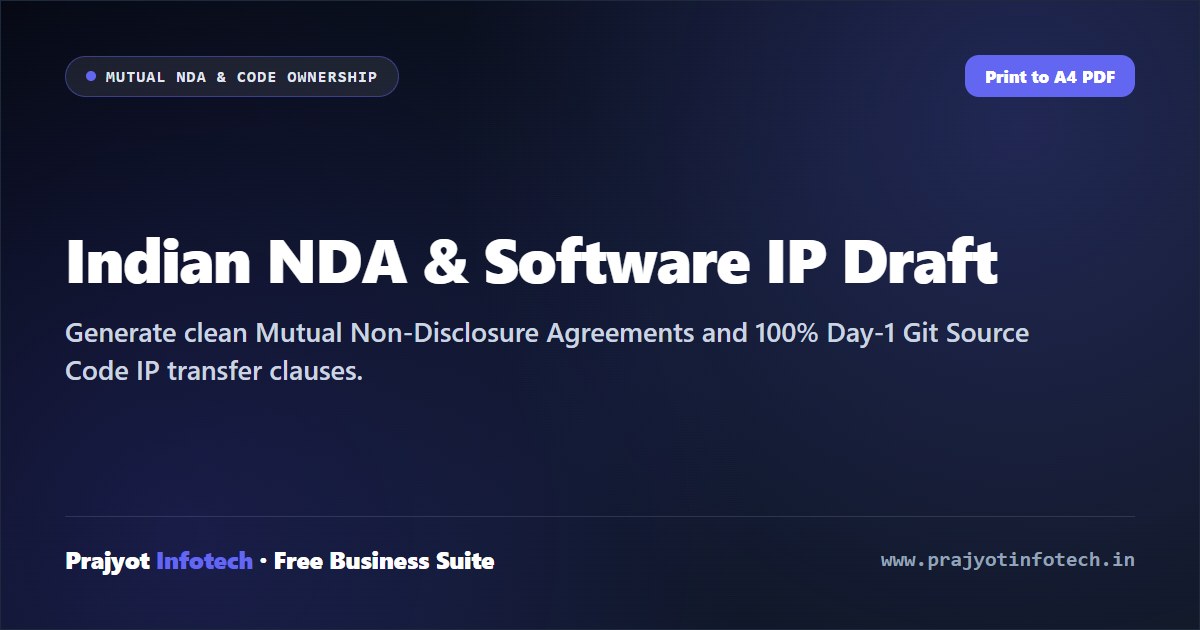 MUTUAL NDA & CODE OWNERSHIP
Print to A4 PDF
Indian NDA & Software IP Draft
Generate clean Mutual Non-Disclosure Agreements and 100% Day-1 Git Source
Code IP transfer clauses.
Prajyot Infotech · Free Business Suite
www.prajyotinfotech.in